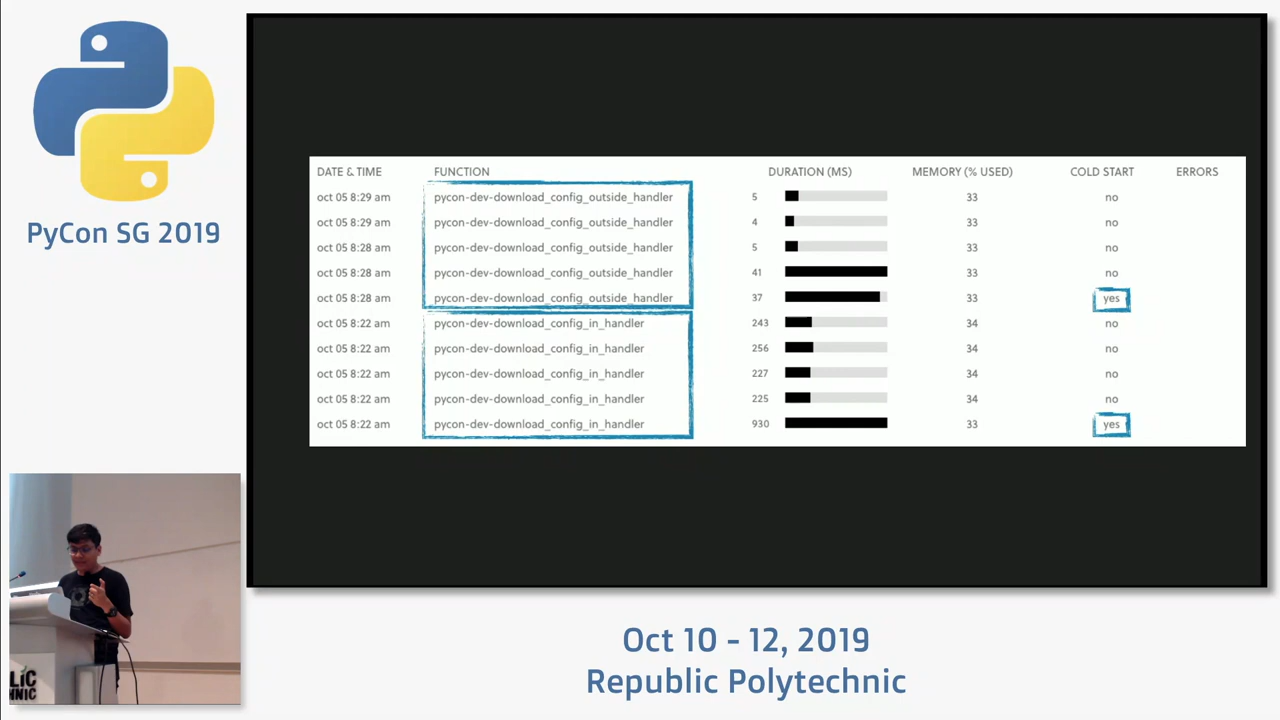 PyCon SG 2019
DATE & TIME FUNCTION DURATION (MS) MEMORY (% USED) COLD START ERRORS
oct 05 8:29 am pycon-dev-download_config_outside_handler 5 33 no
oct 05 8:29 am pycon-dev-download_config_outside_handler 4 33 no
oct 05 8:28 am pycon-dev-download_config_outside_handler 5 33 no
oct 05 8:28 am pycon-dev-download_config_outside_handler 41 33 no
oct 05 8:28 am pycon-dev-download_config_outside_handler 37 33 yes
oct 05 8:22 am pycon-dev-download_config_in_handler 243 34 no
oct 05 8:22 am pycon-dev-download_config_in_handler 256 34 no
oct 05 8:22 am pycon-dev-download_config_in_handler 227 34 no
oct 05 8:22 am pycon-dev-download_config_in_handler 225 34 no
oct 05 8:22 am pycon-dev-download_config_in_handler 930 33 yes
LIC
HNIC
Oct 10 - 12, 2019
Republic Polytechnic